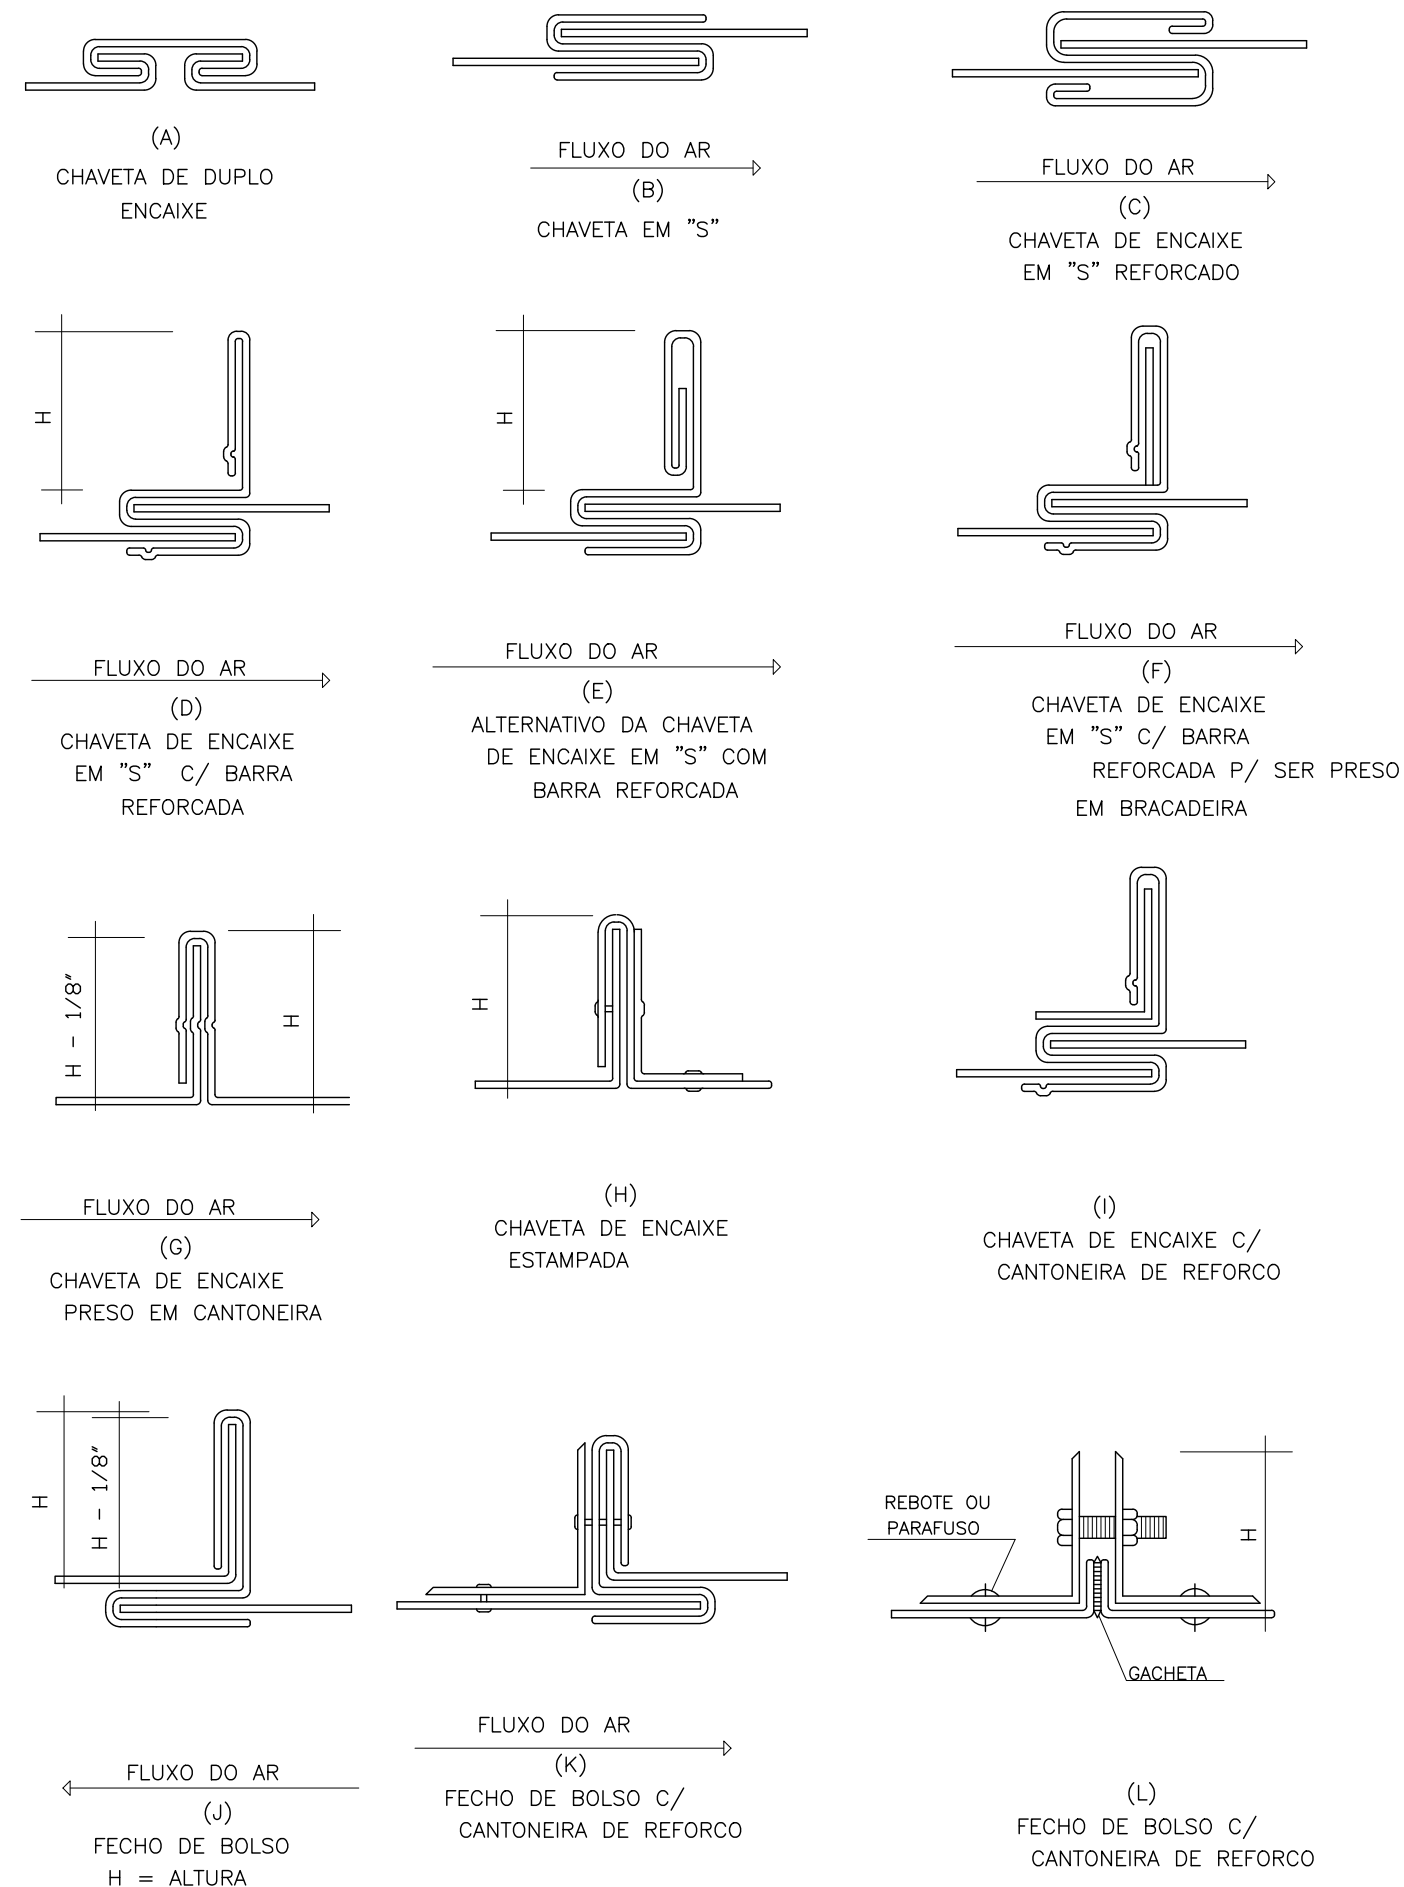 (A)
CHAVETA DE DUPLO
ENCAIXE
FLUXO DO AR
(B)
CHAVETA EM "S"
FLUXO DO AR
(C)
CHAVETA DE ENCAIXE
EM "S" REFORCADO
H
FLUXO DO AR
(D)
CHAVETA DE ENCAIXE
EM "S" C/ BARRA
REFORCADA
H
FLUXO DO AR
(E)
ALTERNATIVO DA CHAVETA
DE ENCAIXE EM "S" COM
BARRA REFORCADA
FLUXO DO AR
(F)
CHAVETA DE ENCAIXE
EM "S" C/ BARRA
REFORCADA P/ SER PRESO
EM BRACADEIRA
H - 1/8"
H
FLUXO DO AR
(G)
CHAVETA DE ENCAIXE
PRESO EM CANTONEIRA
H
(H)
CHAVETA DE ENCAIXE
ESTAMPADA
(I)
CHAVETA DE ENCAIXE C/
CANTONEIRA DE REFORCO
H
H - 1/8"
FLUXO DO AR
(J)
FECHO DE BOLSO
H = ALTURA
FLUXO DO AR
(K)
FECHO DE BOLSO C/
CANTONEIRA DE REFORCO
REBOTE OU
PARAFUSO
H
GACHETA
(L)
FECHO DE BOLSO C/
CANTONEIRA DE REFORCO